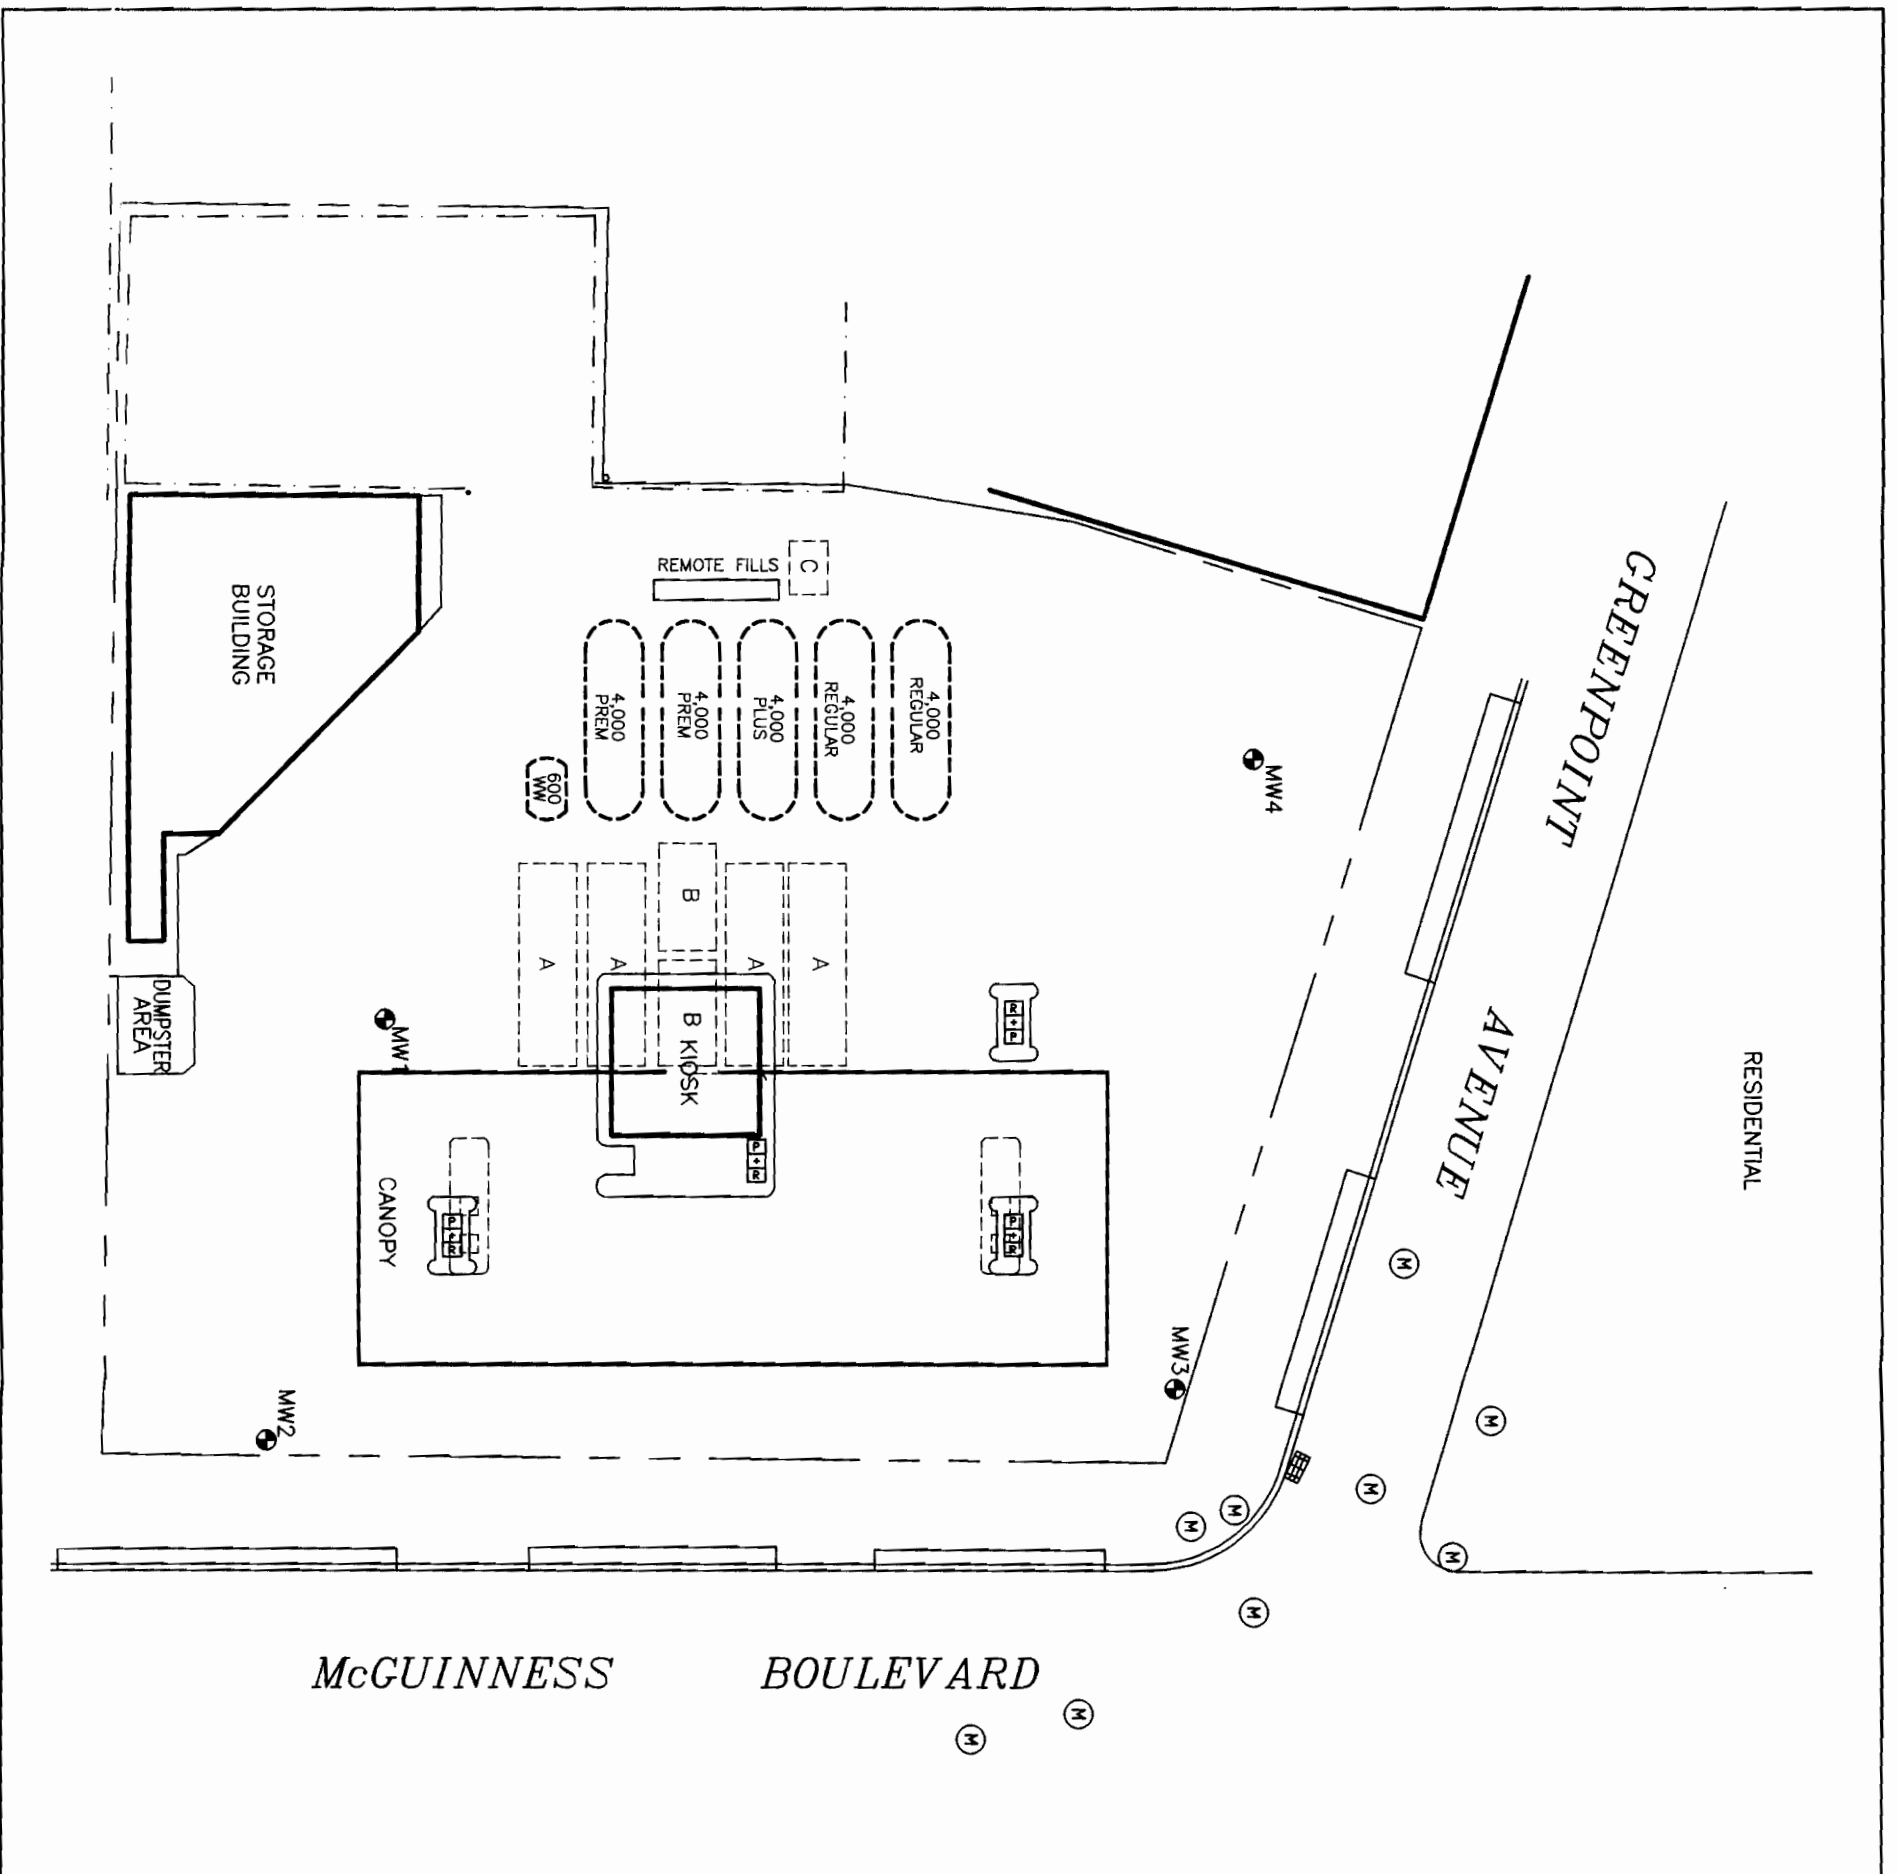 REMOTE FILLS
C
STORAGE
BUILDING
4,000
PREM
4,000
PREM
4,000
PLUS
4,000
REGULAR
4,000
REGULAR
600
WW
MW4
GREENPOINT
AVENUE
RESIDENTIAL
A
A
B
A
A
B
KIOSK
R
+
P
DUMPSTER
AREA
MW1
P
+
R
CANOPY
P
+
R
P
+
R
MW3
MW2
M
M
M
M
M
M
M
M
M
McGUINNESS BOULEVARD